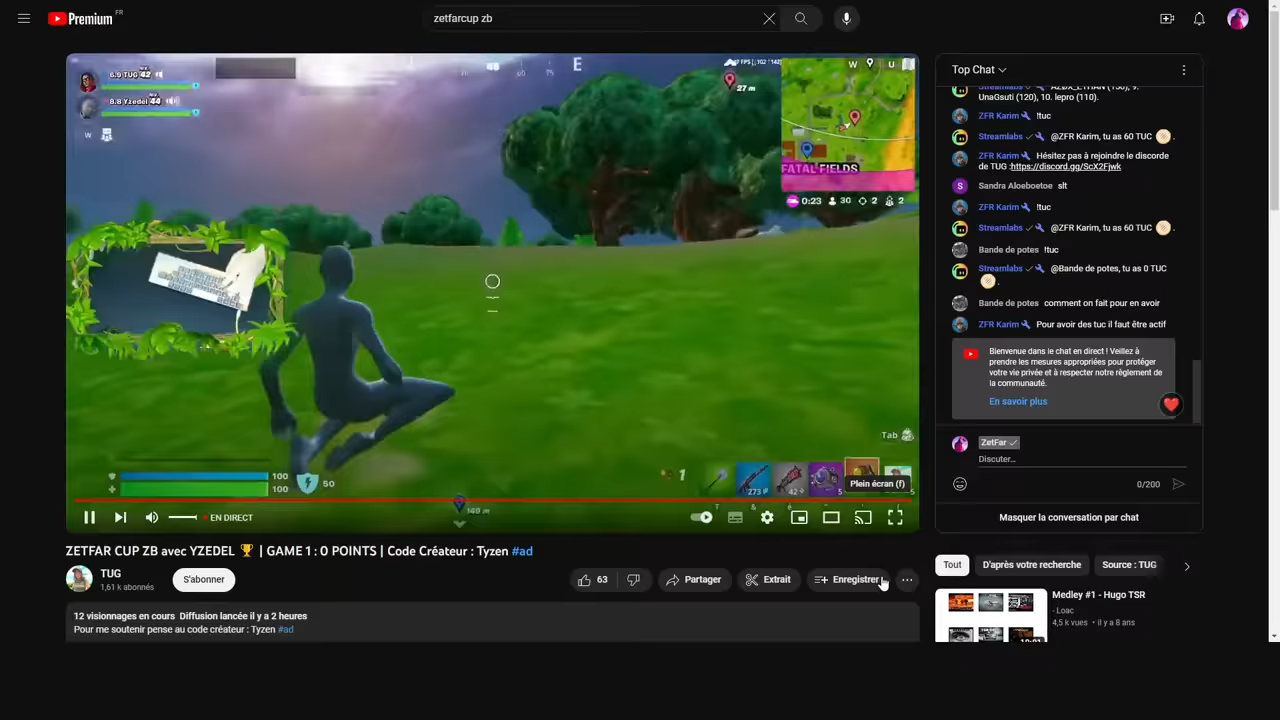 Premium FR
zetfarcup zb
6.9 TUG 42
8.8 Yzedel 44
W
E
27 m
W U
FATAL FIELDS
0:23 30 2 2
Tab
100
100
50
1
273
42
5
5
Plein écran (f)
EN DIRECT
169 m
ZETFAR CUP ZB avec YZEDEL 🏆 | GAME 1 : 0 POINTS | Code Créateur : Tyzen #ad
TUG
1,61 k abonnés
S'abonner
63
Partager
Extrait
Enregistrer
12 visionnages en cours Diffusion lancée il y a 2 heures
Pour me soutenir pense au code créateur : Tyzen #ad
Top Chat
UnaGsuti (120), 10. lepro (110).
ZFR Karim !tuc
Streamlabs @ZFR Karim, tu as 60 TUC .
ZFR Karim Hésitez pas à rejoindre le discorde
de TUG :https://discord.gg/ScX2Fjwk
S Sandra Aloeboetoe slt
ZFR Karim !tuc
Streamlabs @ZFR Karim, tu as 60 TUC .
Bande de potes !tuc
Streamlabs @Bande de potes, tu as 0 TUC
.
Bande de potes comment on fait pour en avoir
ZFR Karim Pour avoir des tuc il faut être actif
Bienvenue dans le chat en direct ! Veillez à
prendre les mesures appropriées pour protéger
votre vie privée et à respecter notre règlement de
la communauté.
En savoir plus
ZetFar
Discuter...
0/200
Masquer la conversation par chat
Tout
D'après votre recherche
Source : TUG
Medley #1 - Hugo TSR
- Loac
4,5 k vues • il y a 8 ans